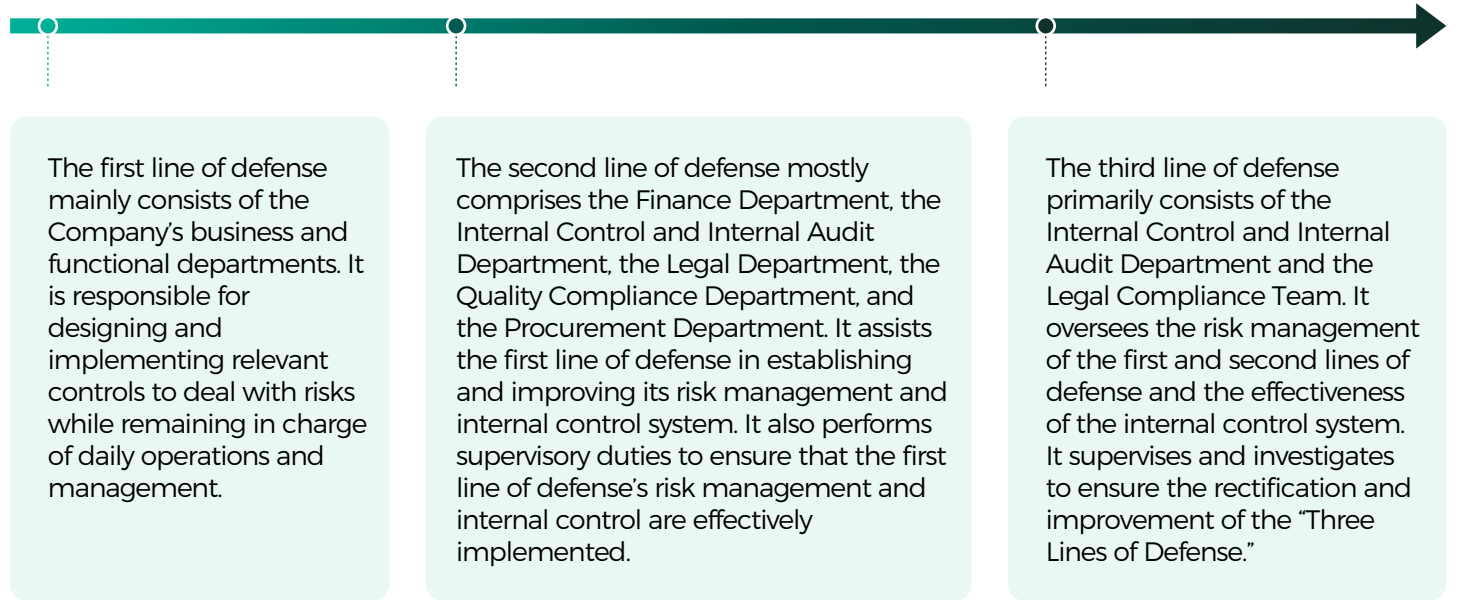 The first line of defense
mainly consists of the
Company’s business and
functional departments. It
is responsible for
designing and
implementing relevant
controls to deal with risks
while remaining in charge
of daily operations and
management.
The second line of defense mostly
comprises the Finance Department, the
Internal Control and Internal Audit
Department, the Legal Department, the
Quality Compliance Department, and
the Procurement Department. It assists
the first line of defense in establishing
and improving its risk management and
internal control system. It also performs
supervisory duties to ensure that the first
line of defense’s risk management and
internal control are effectively
implemented.
The third line of defense
primarily consists of the
Internal Control and Internal
Audit Department and the
Legal Compliance Team. It
oversees the risk management
of the first and second lines of
defense and the effectiveness
of the internal control system.
It supervises and investigates
to ensure the rectification and
improvement of the “Three
Lines of Defense.”